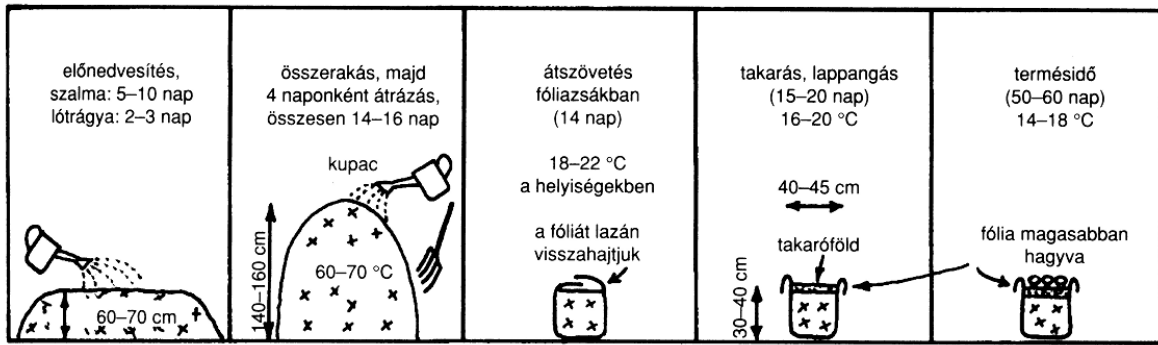 előnedvesítés,
szalma: 5–10 nap
lótrágya: 2–3 nap
60–70 cm
összerakás, majd
4 naponként átrázás,
összesen 14–16 nap
kupac
140–160 cm
60–70 °C
átszövetés
fóliazsákban
(14 nap)
18–22 °C
a helyiségekben
a fóliát lazán
visszahajtjuk
takarás, lappangás
(15–20 nap)
16–20 °C
40–45 cm
takaróföld
30–40 cm
termésidő
(50–60 nap)
14–18 °C
fólia magasabban
hagyva